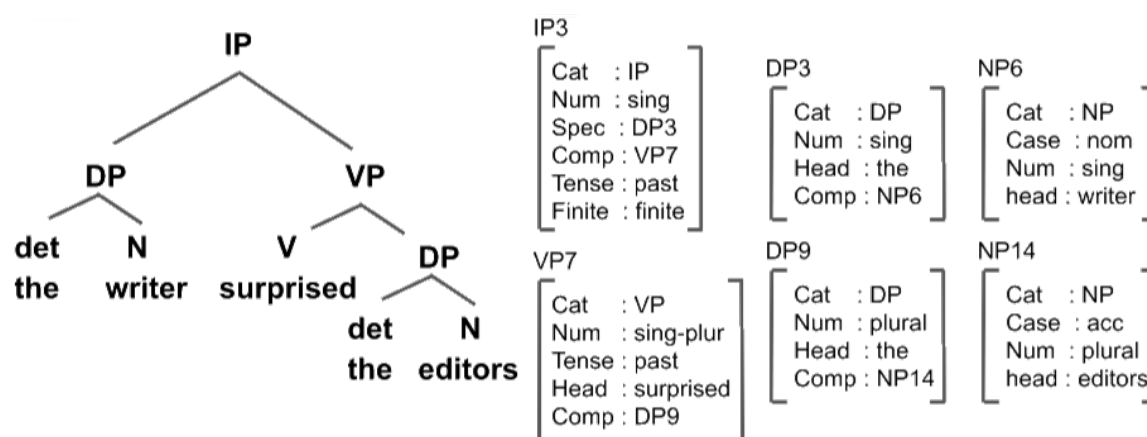 IP
DP VP
det N V DP
the writer surprised
det N
the editors
IP3
Cat : IP
Num : sing
Spec : DP3
Comp : VP7
Tense : past
Finite : finite
DP3
Cat : DP
Num : sing
Head : the
Comp : NP6
NP6
Cat : NP
Case : nom
Num : sing
head : writer
VP7
Cat : VP
Num : sing-plur
Tense : past
Head : surprised
Comp : DP9
DP9
Cat : DP
Num : plural
Head : the
Comp : NP14
NP14
Cat : NP
Case : acc
Num : plural
head : editors